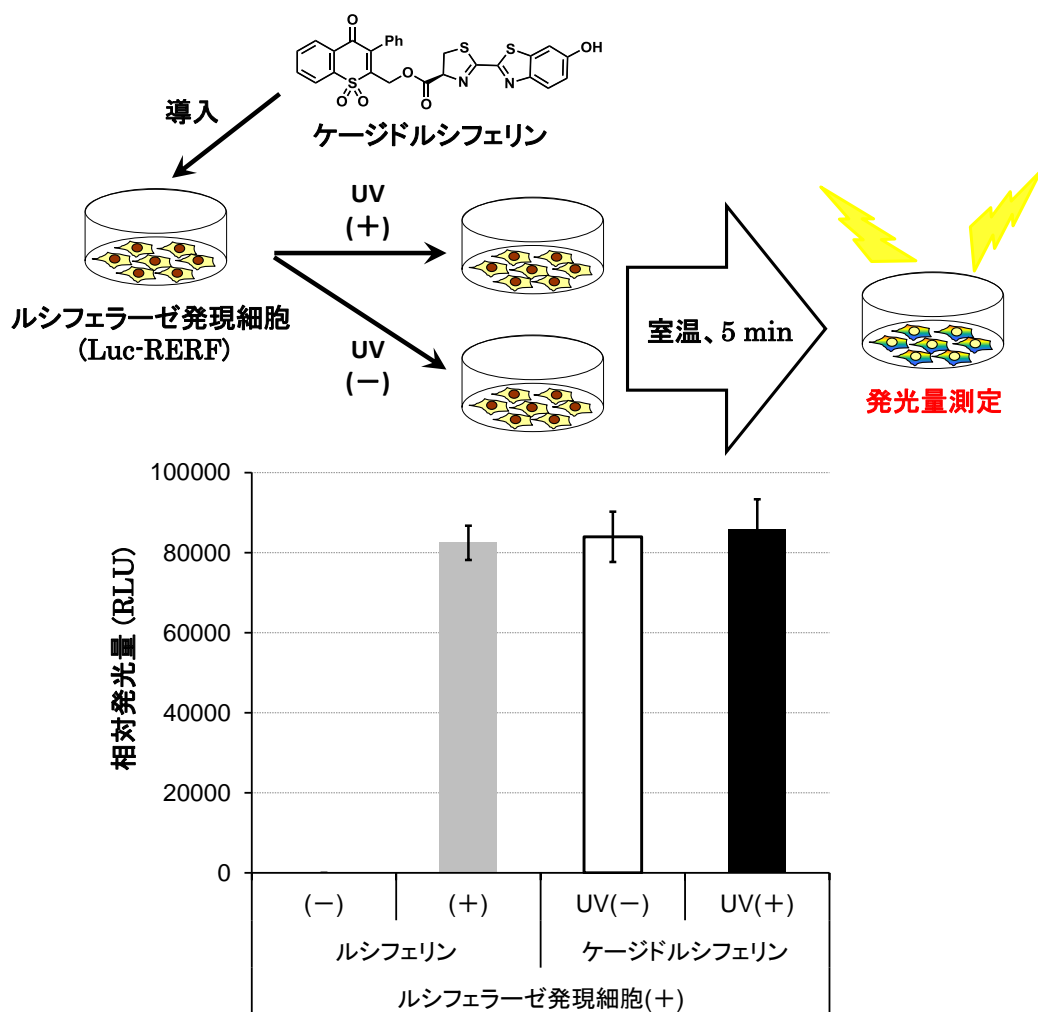 O
Ph
S
S
OH
O
S
N
N
O
O
O
導入
ケージドルシフェリン
UV
(＋)
ルシフェラーゼ発現細胞
(Luc-RERF)
UV
(－)
室温、5 min
発光量測定
相対発光量 (RLU)
100000
80000
60000
40000
20000
0
(－) (＋) UV(－) UV(＋)
ルシフェリン ケージドルシフェリン
ルシフェラーゼ発現細胞(＋)